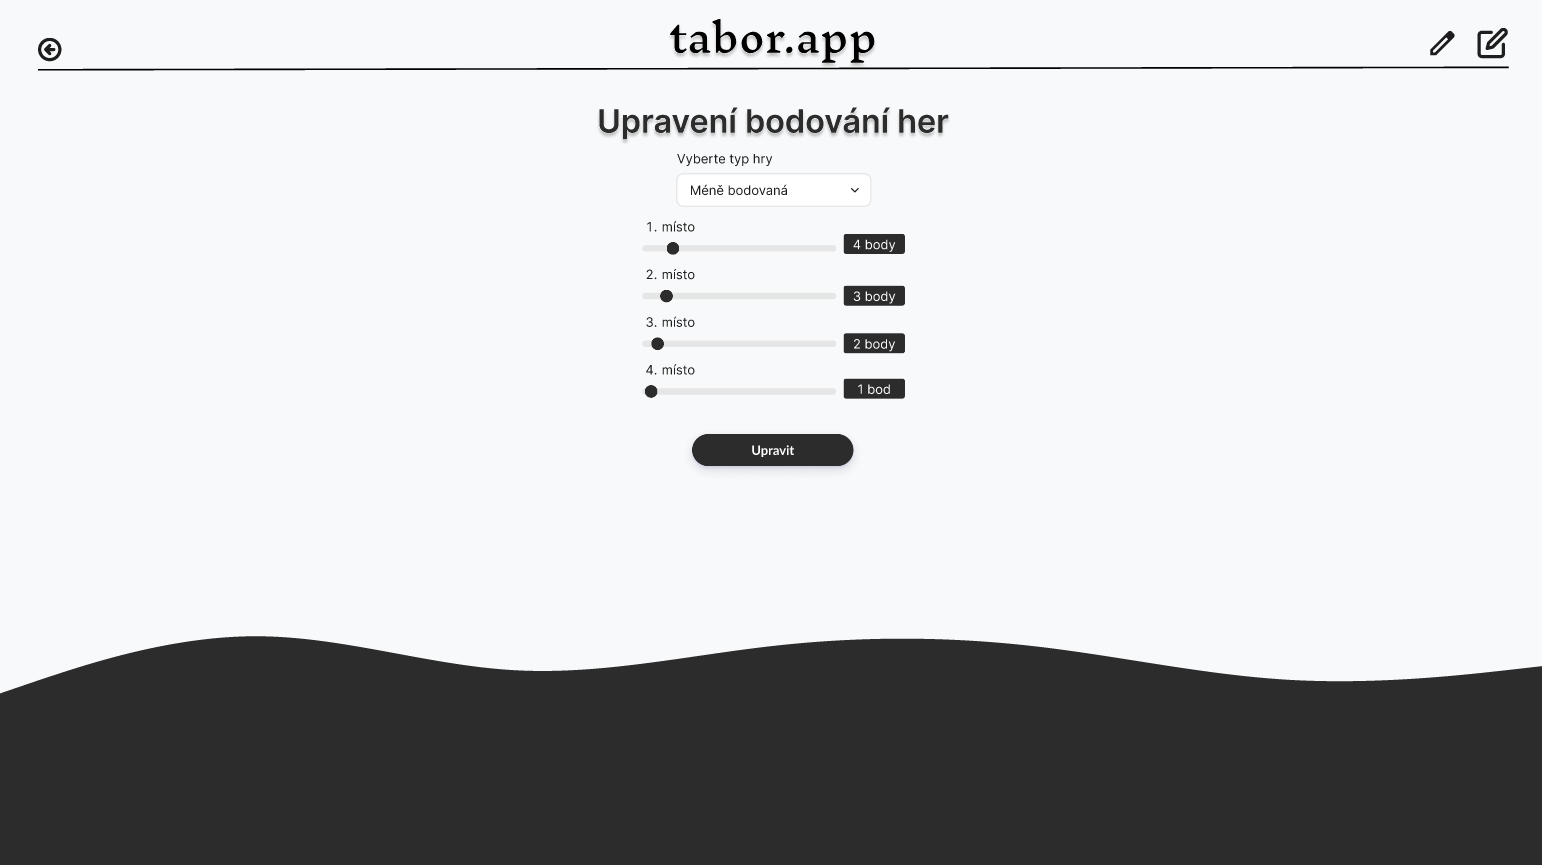 tabor.app
Upravení bodování her
Vyberte typ hry
Méně bodovaná
1. místo
4 body
2. místo
3 body
3. místo
2 body
4. místo
1 bod
Upravit